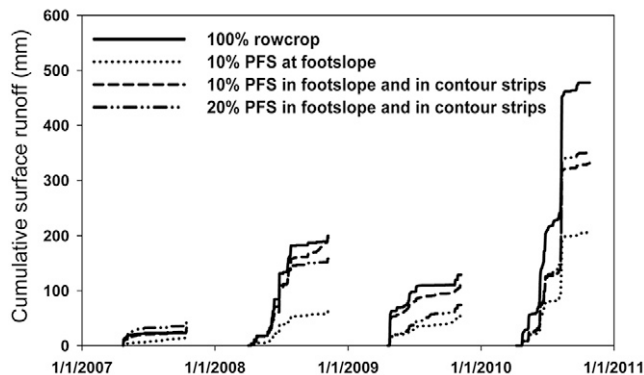 600
500
400
300
200
100
0
Cumulative surface runoff (mm)
100% rowcrop
10% PFS at footslope
10% PFS in footslope and in contour strips
20% PFS in footslope and in contour strips
1/1/2007 1/1/2008 1/1/2009 1/1/2010 1/1/2011